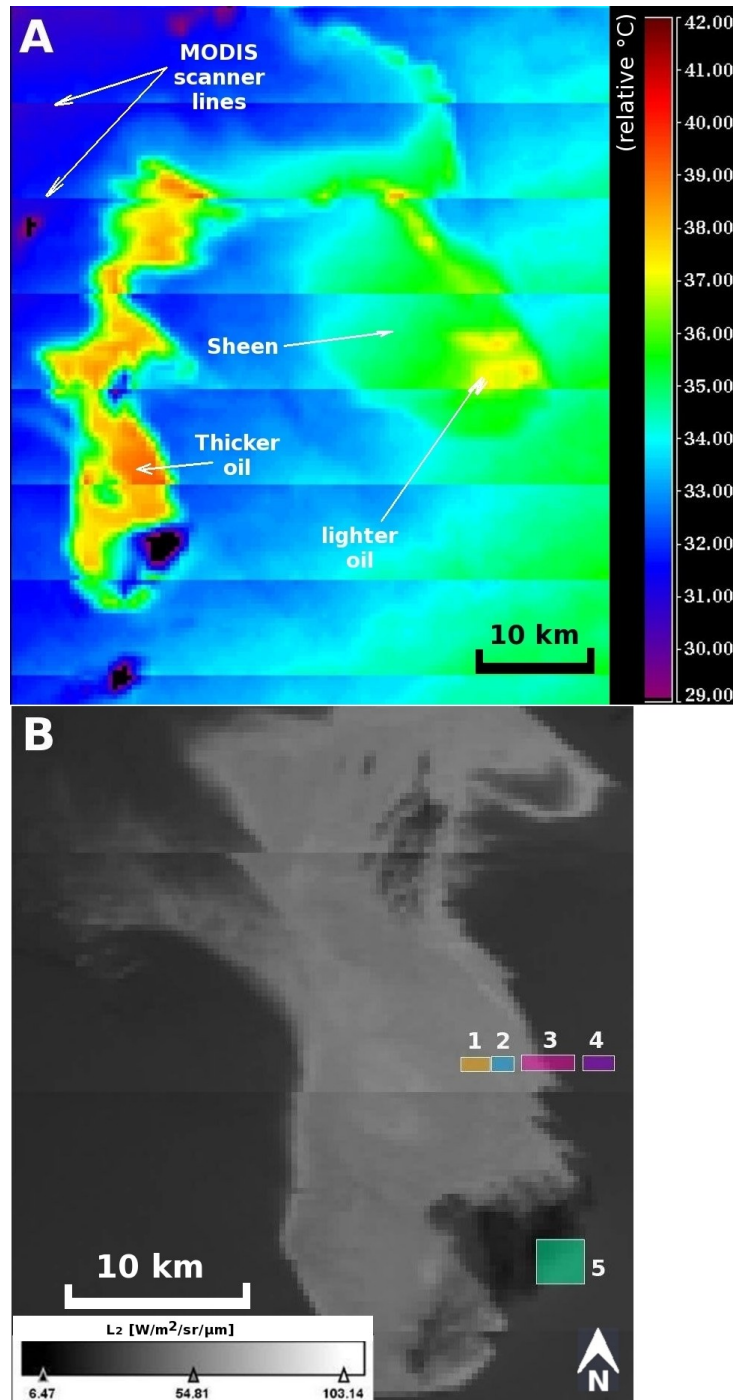 A
MODIS
scanner
lines
Sheen
Thicker
oil
lighter
oil
10 km
(relative °C)
42.00
41.00
40.00
39.00
38.00
37.00
36.00
35.00
34.00
33.00
32.00
31.00
30.00
29.00
B
1 2 3 4
5
10 km
L2 [W/m²/sr/μm]
6.47 54.81 103.14
N